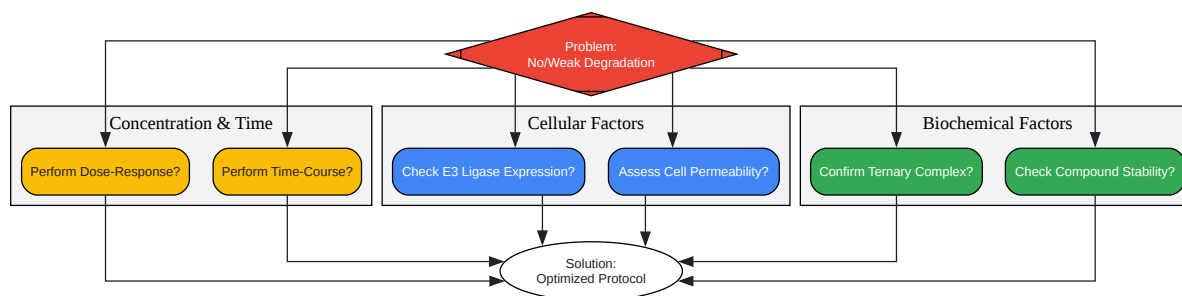 Problem:
No/Weak Degradation
Concentration & Time
Cellular Factors
Biochemical Factors
Perform Dose-Response?
Perform Time-Course?
Check E3 Ligase Expression?
Assess Cell Permeability?
Confirm Ternary Complex?
Check Compound Stability?
Solution:
Optimized Protocol